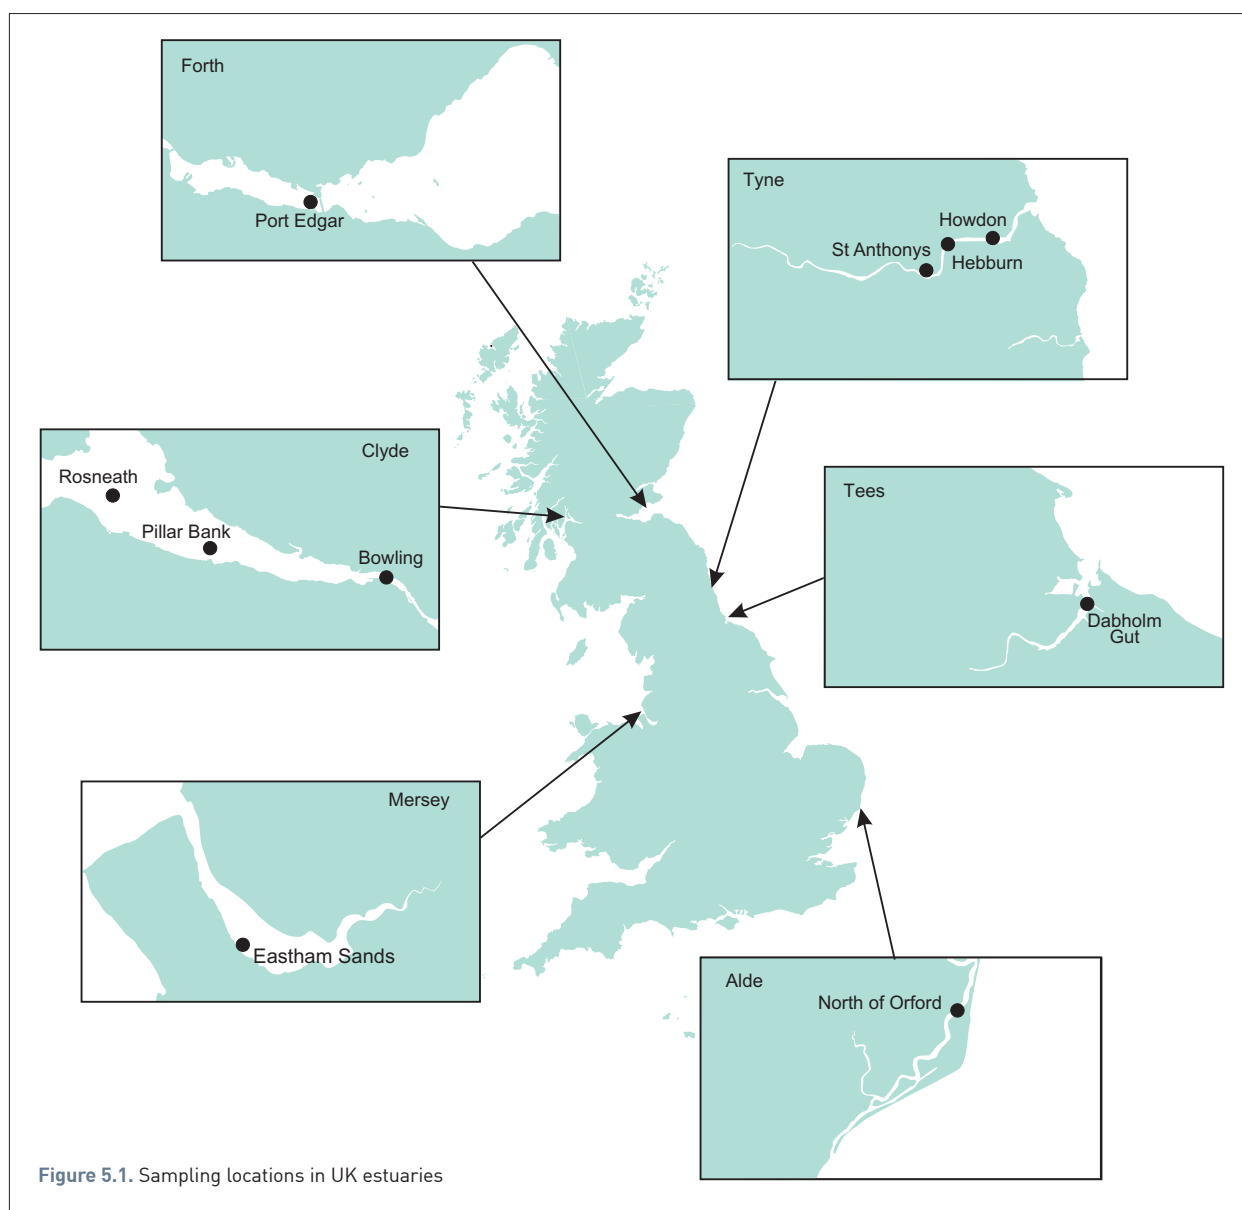 Forth
Port Edgar
Tyne
Howdon
St Anthonys
Hebburn
Clyde
Rosneath
Pillar Bank
Bowling
Tees
Dabholm
Gut
Mersey
Eastham Sands
Alde
North of Orford
Figure 5.1. Sampling locations in UK estuaries